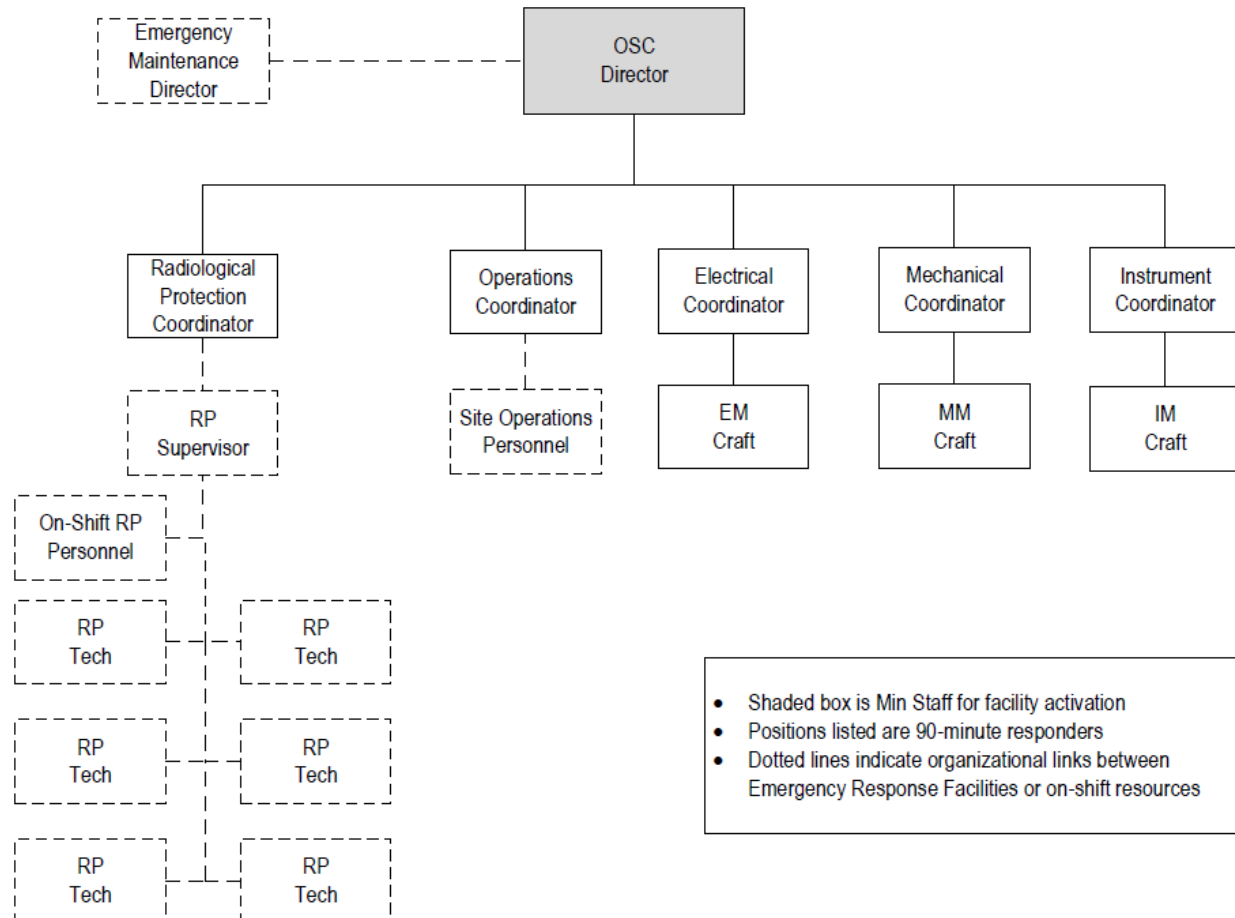 Emergency
Maintenance
Director
OSC
Director
Radiological
Protection
Coordinator
Operations
Coordinator
Electrical
Coordinator
Mechanical
Coordinator
Instrument
Coordinator
RP
Supervisor
Site Operations
Personnel
EM
Craft
MM
Craft
IM
Craft
On-Shift RP
Personnel
RP
Tech
RP
Tech
RP
Tech
RP
Tech
RP
Tech
RP
Tech
• Shaded box is Min Staff for facility activation
• Positions listed are 90-minute responders
• Dotted lines indicate organizational links between
Emergency Response Facilities or on-shift resources